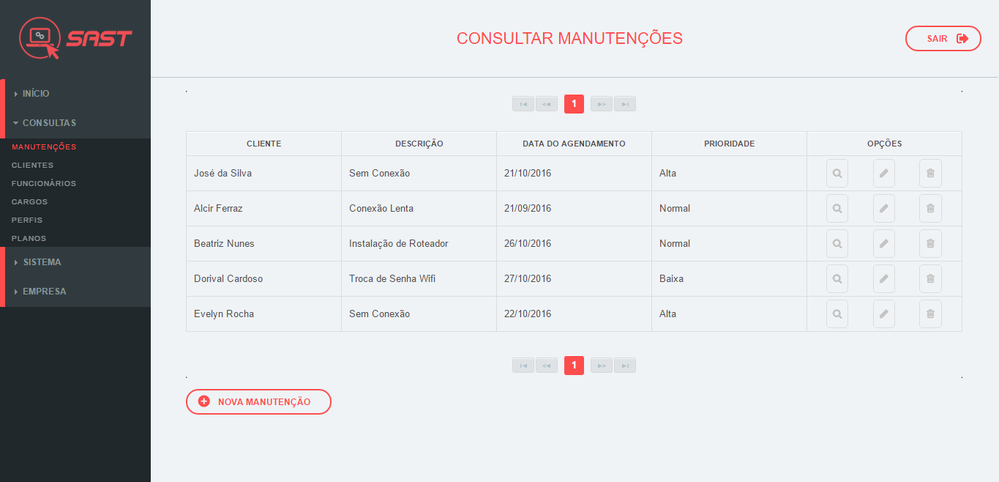 SAST
CONSULTAR MANUTENÇÕES
SAIR
INÍCIO
CONSULTAS
MANUTENÇÕES
CLIENTES
FUNCIONÁRIOS
CARGOS
PERFIS
PLANOS
SISTEMA
EMPRESA
1
CLIENTE DESCRIÇÃO DATA DO AGENDAMENTO PRIORIDADE OPÇÕES
José da Silva Sem Conexão 21/10/2016 Alta
Alcir Ferraz Conexão Lenta 21/09/2016 Normal
Beatriz Nunes Instalação de Roteador 26/10/2016 Normal
Dorival Cardoso Troca de Senha Wifi 27/10/2016 Baixa
Evelyn Rocha Sem Conexão 22/10/2016 Alta
1
NOVA MANUTENÇÃO